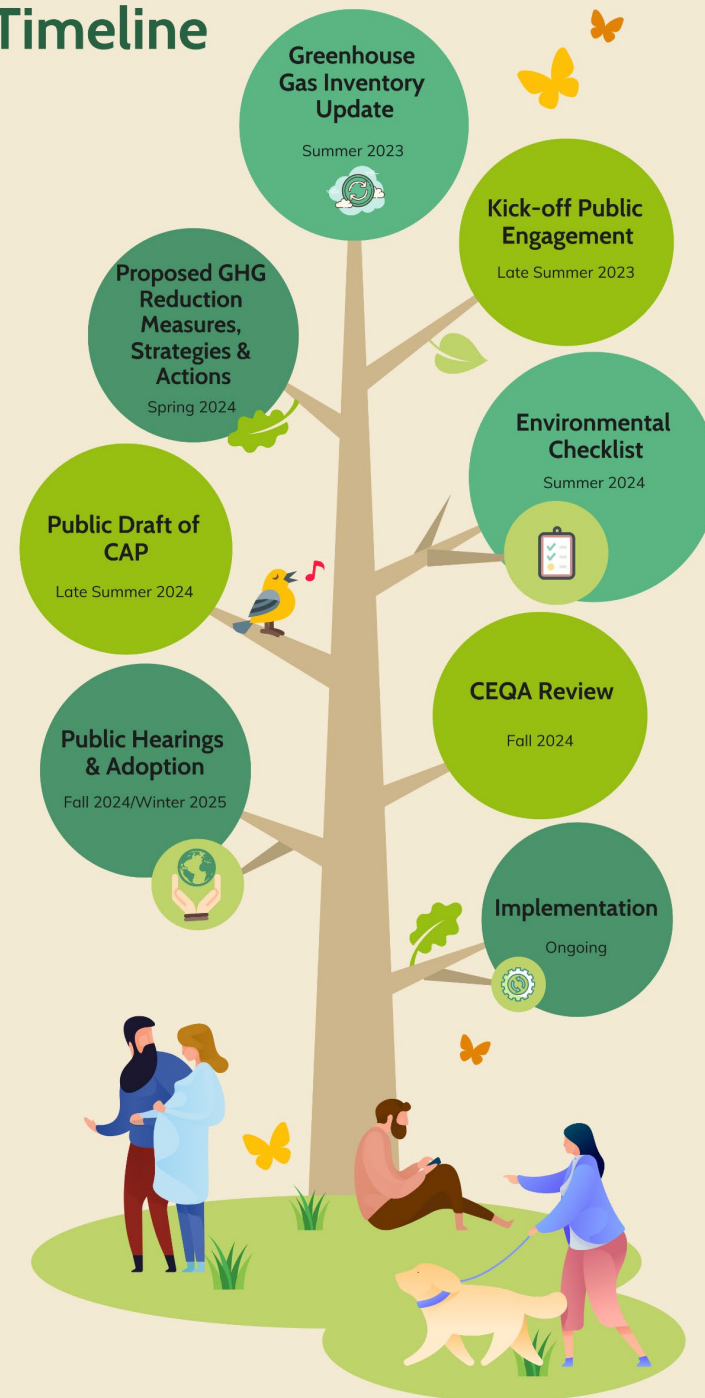 Timeline
Greenhouse
Gas Inventory
Update
Summer 2023
Kick-off Public
Engagement
Late Summer 2023
Proposed GHG
Reduction
Measures,
Strategies &
Actions
Spring 2024
Environmental
Checklist
Summer 2024
Public Draft of
CAP
Late Summer 2024
CEQA Review
Fall 2024
Public Hearings
& Adoption
Fall 2024/Winter 2025
Implementation
Ongoing